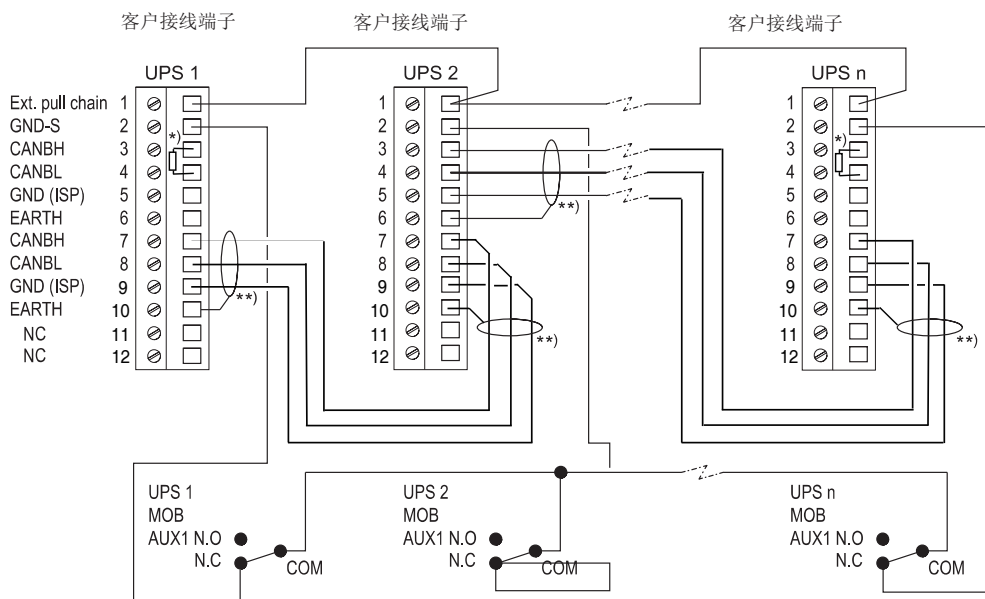 客户接线端子 客户接线端子 客户接线端子
UPS 1 UPS 2 UPS n
Ext. pull chain 1 1 1
GND-S 2 2 2
CANBH 3 *) 3 3 *)
CANBL 4 4 4
GND (ISP) 5 5 5
EARTH 6 6 **) 6
CANBH 7 7 7
CANBL 8 8 8
GND (ISP) 9 **) 9 9
EARTH 10 10 10
NC 11 11 **) 11 **)
NC 12 12 12
UPS 1 UPS 2 UPS n
MOB MOB MOB
AUX1 N.O AUX1 N.O AUX1 N.O
N.C COM N.C COM N.C COM